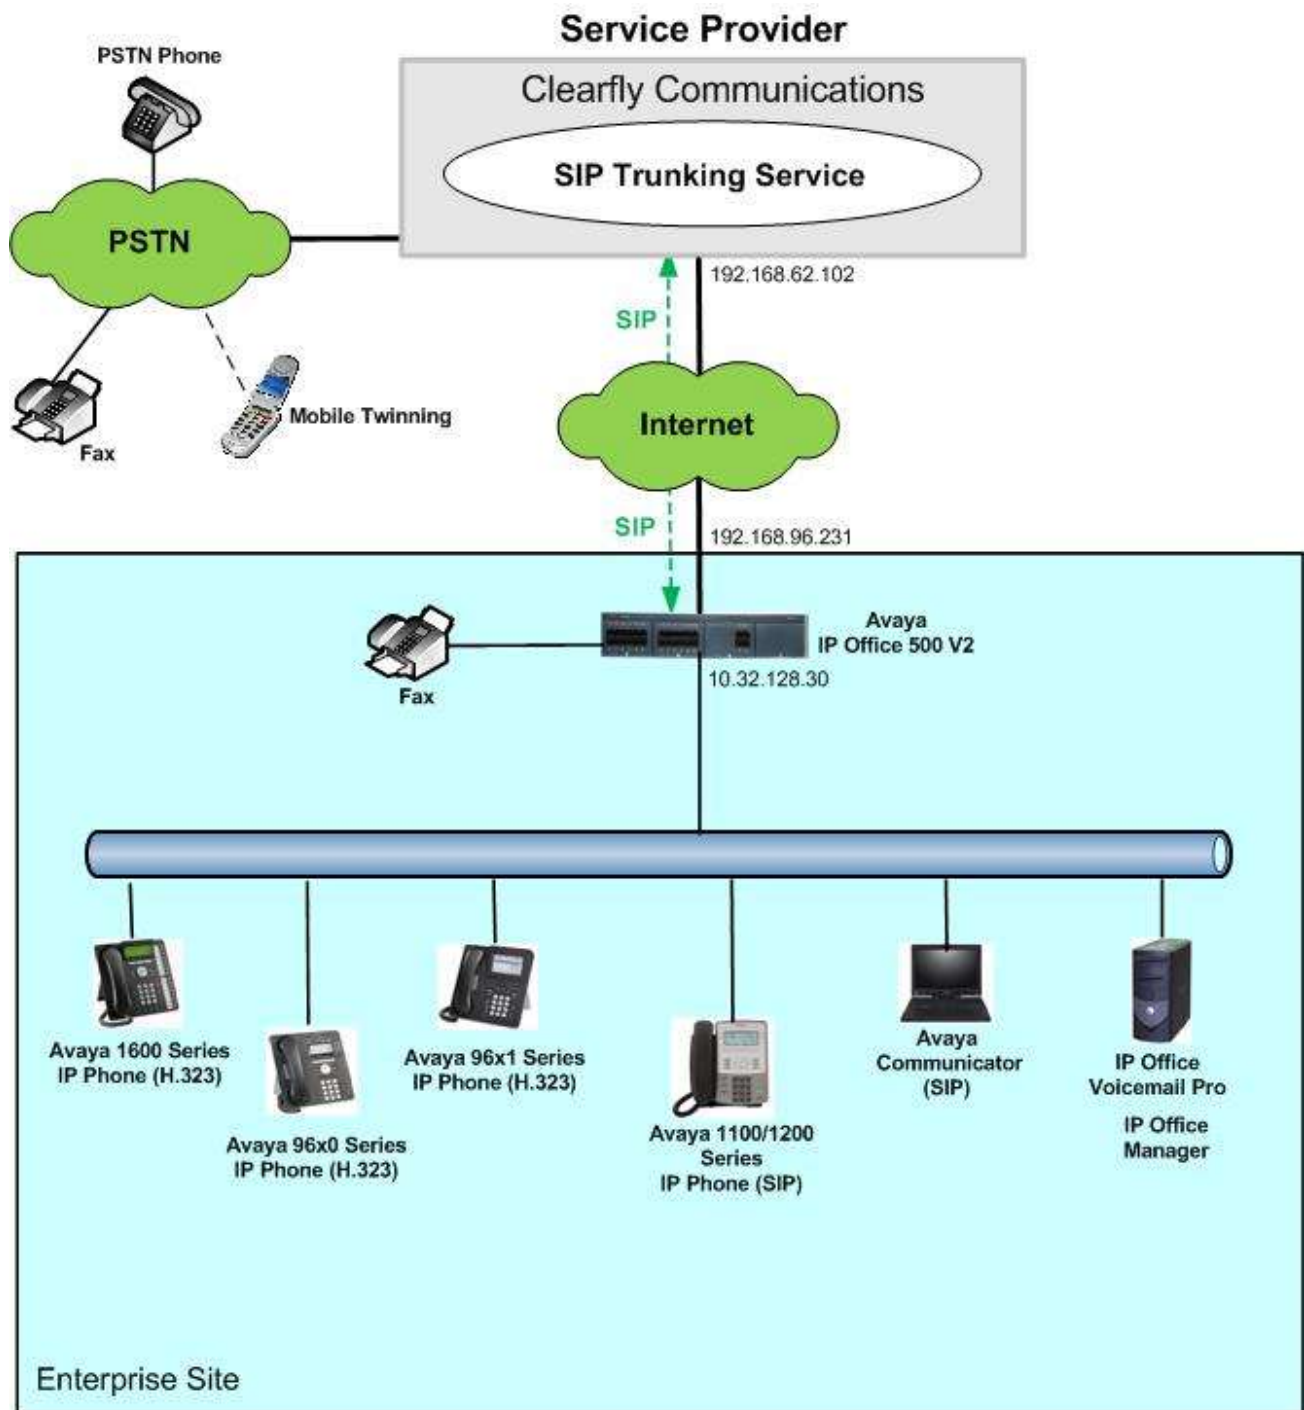 Service Provider
PSTN Phone
Clearfly Communications
SIP Trunking Service
PSTN
192.168.62.102
SIP
Mobile Twinning
Internet
Fax
SIP
192.168.96.231
Avaya
IP Office 500 V2
10.32.128.30
Fax
Avaya 1600 Series
IP Phone (H.323)
Avaya 96x0 Series
IP Phone (H.323)
Avaya 96x1 Series
IP Phone (H.323)
Avaya 1100/1200
Series
IP Phone (SIP)
Avaya
Communicator
(SIP)
IP Office
Voicemail Pro
IP Office
Manager
Enterprise Site